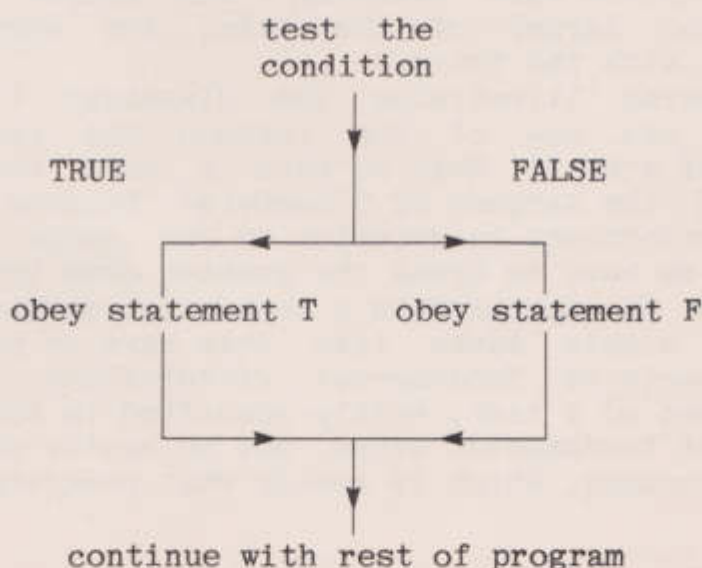 test the
condition
TRUE FALSE
obey statement T obey statement F
continue with rest of program